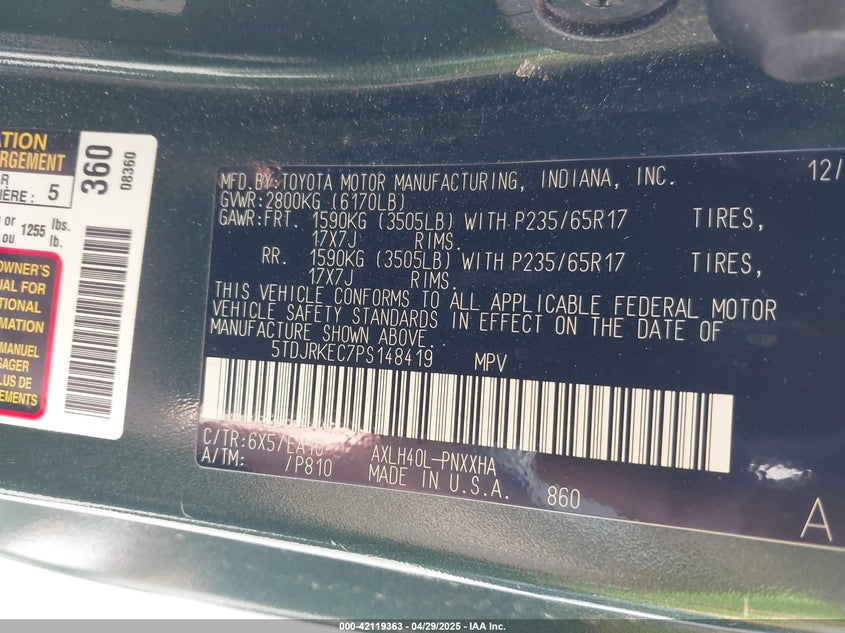 ATION
RGEMENT
R
IERE : 5
or 1255 lbs.
ou lb.
360
08360
OWNER'S
UAL FOR
TIONAL
RMATION
MANUEL
SAGER
PLUS DE
EMENTS
MFD.BY:TOYOTA MOTOR MANUFACTURING, INDIANA, INC. 12/
GVWR:2800KG (6170LB)
GAWR:FRT. 1590KG (3505LB) WITH P235/65R17 TIRES,
17X7J RIMS.
RR. 1590KG (3505LB) WITH P235/65R17 TIRES,
17X7J RIMS.
THIS VEHICLE CONFORMS TO ALL APPLICABLE FEDERAL MOTOR
VEHICLE SAFETY STANDARDS IN EFFECT ON THE DATE OF
MANUFACTURE SHOWN ABOVE.
5TDJRKEC7PS148419 MPV
C/TR:6X5/EA10 AXLH40L-PNXXHA
A/TM: /P810 MADE IN U.S.A. 860
A
000-42119363 - 04/29/2025 - IAA Inc.